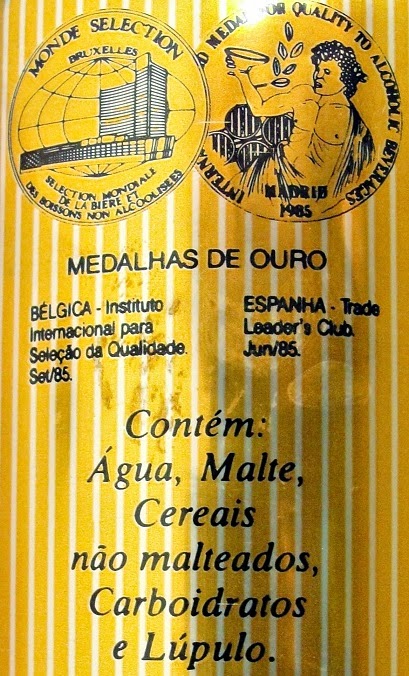 MONDE SELECTION
BRUXELLES
SELECTION MONDIALE
DE LA BIERE ET
DES BOISSONS NON ALCOOLISEES
MEDAL FOR QUALITY TO ALCOHOLIC BEVERAGES
MADRID
1985
MEDALHAS DE OURO
BÉLGICA - Instituto
Internacional para
Seleção da Qualidade.
Set/85.
ESPANHA - Trade
Leader's Club.
Jun/85.
Contém:
Água, Malte,
Cereais
não malteados,
Carboidratos
e Lúpulo.